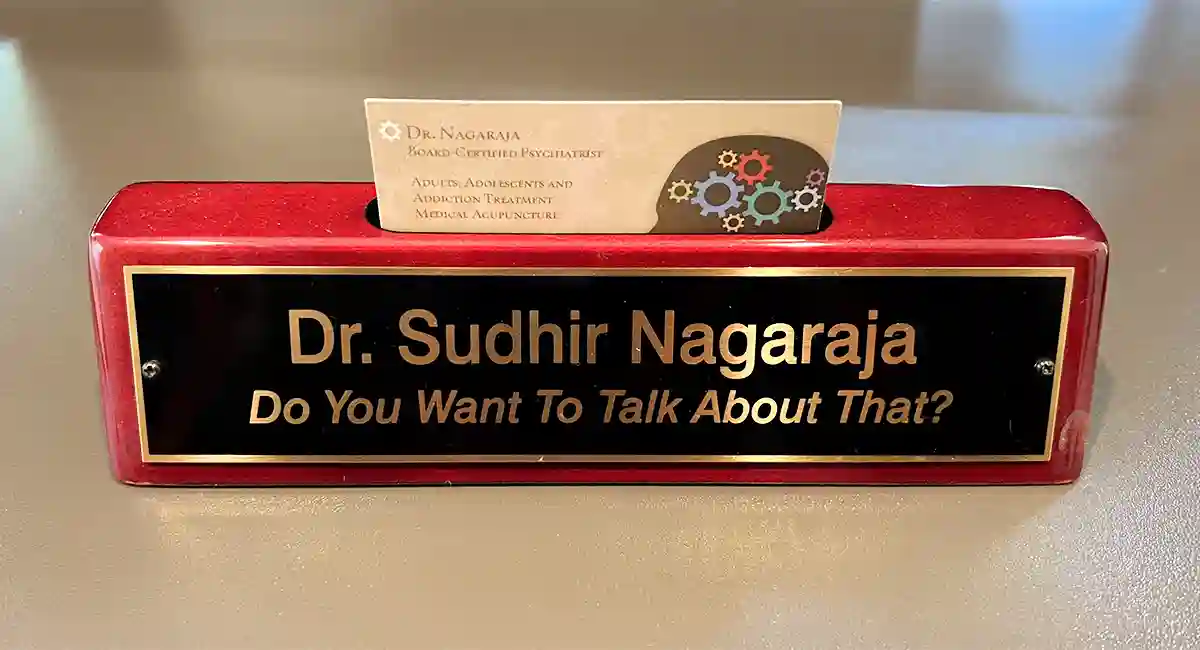 Dr. Nagaraja
Board-Certified Psychiatrist
Adults, Adolescents and
Addiction Treatment
Medical Acupuncture
Dr. Sudhir Nagaraja
Do You Want To Talk About That?